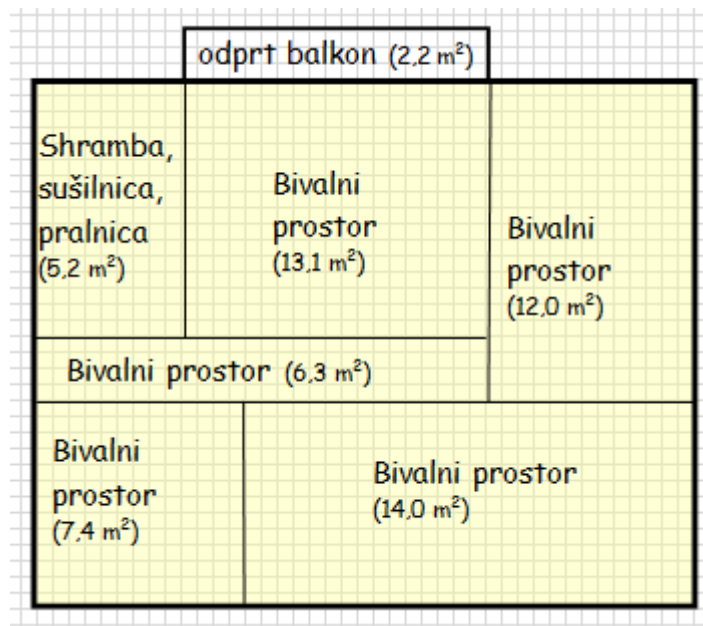 odprt balkon (2,2 m²)
Shramba,
sušilnica,
pralnica
(5,2 m²)
Bivalni
prostor
(13,1 m²)
Bivalni
prostor
(12,0 m²)
Bivalni prostor (6,3 m²)
Bivalni
prostor
(7,4 m²)
Bivalni prostor
(14,0 m²)